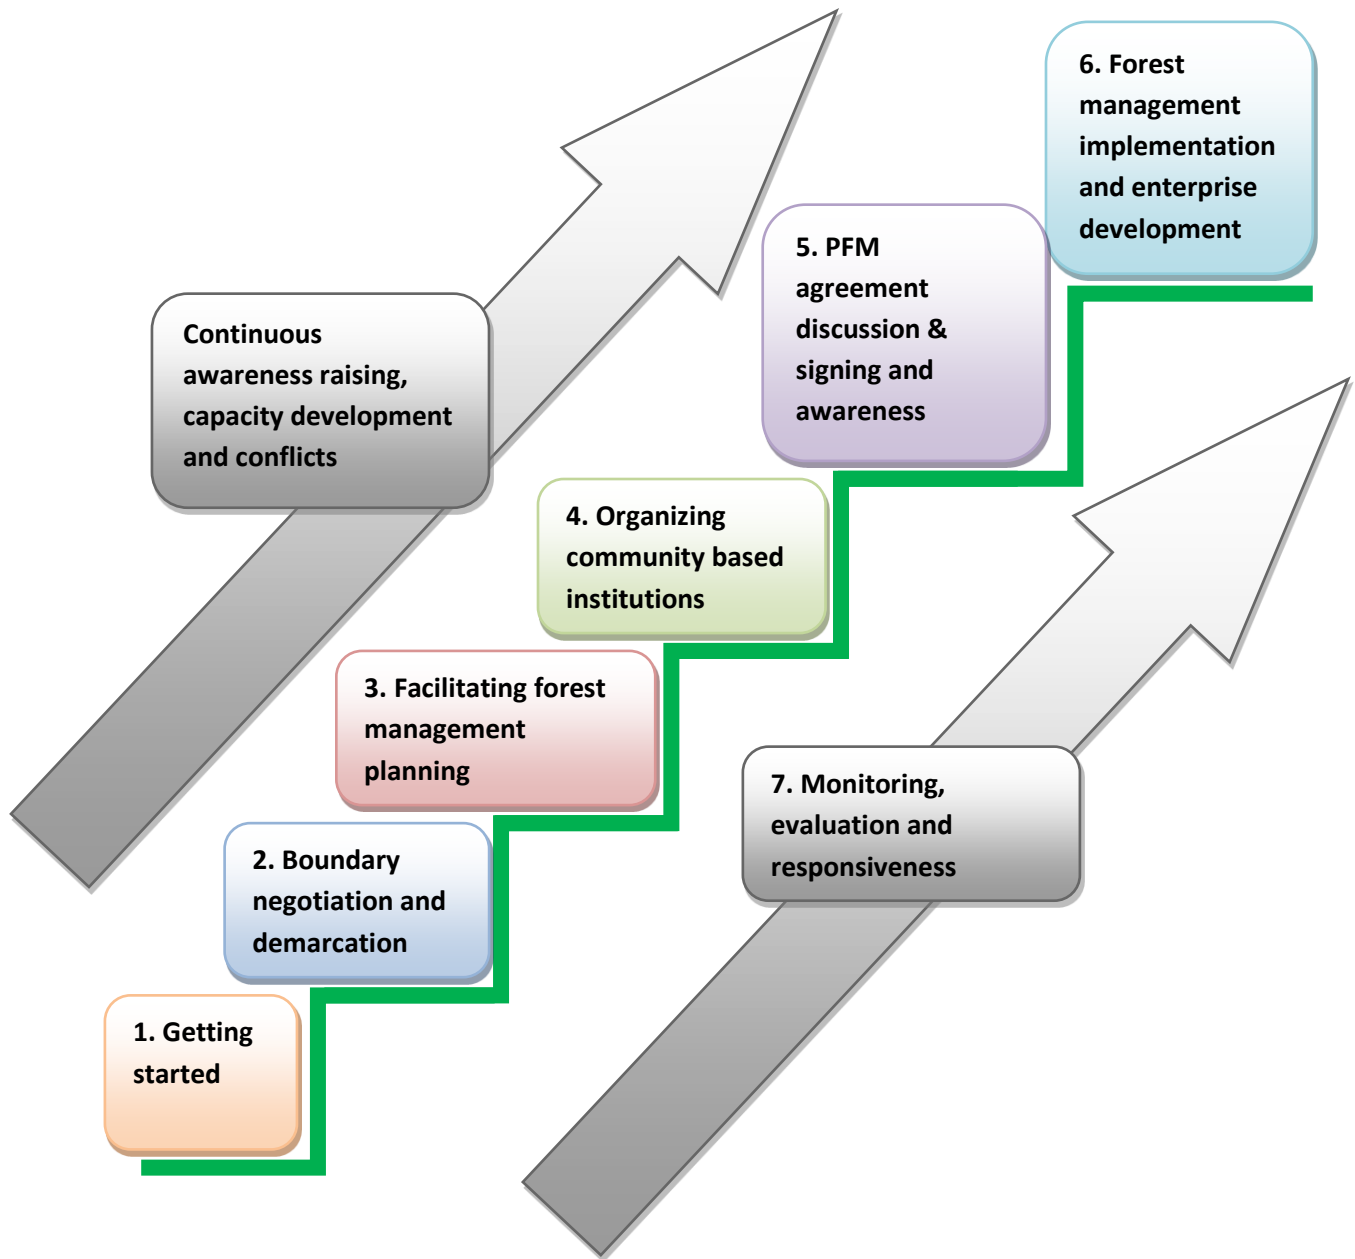 6. Forest
management
implementation
and enterprise
development
5. PFM
agreement
discussion &
signing and
awareness
Continuous
awareness raising,
capacity development
and conflicts
4. Organizing
community based
institutions
3. Facilitating forest
management
planning
7. Monitoring,
evaluation and
responsiveness
2. Boundary
negotiation and
demarcation
1. Getting
started